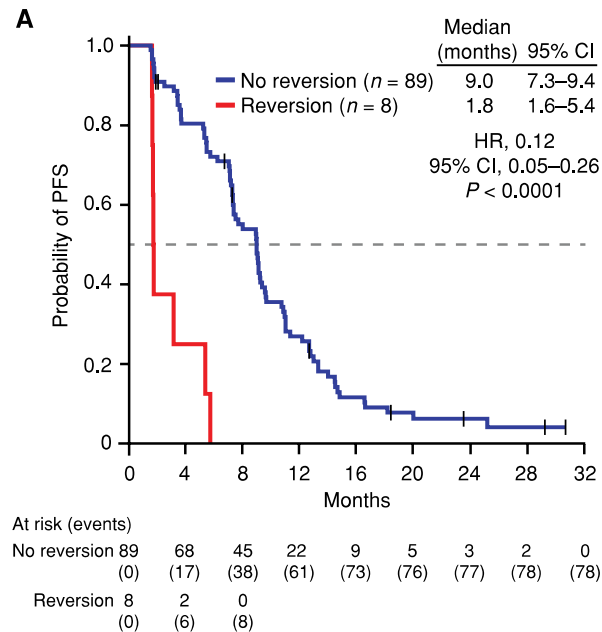 A
Median
(months) 95% CI
No reversion (n = 89) 9.0 7.3–9.4
Reversion (n = 8) 1.8 1.6–5.4
HR, 0.12
95% CI, 0.05–0.26
P < 0.0001
Probability of PFS
1.0
0.8
0.6
0.4
0.2
0
0 4 8 12 16 20 24 28 32
Months
At risk (events)
No reversion 89 68 45 22 9 5 3 2 0
(0) (17) (38) (61) (73) (76) (77) (78) (78)
Reversion 8 2 0
(0) (6) (8)